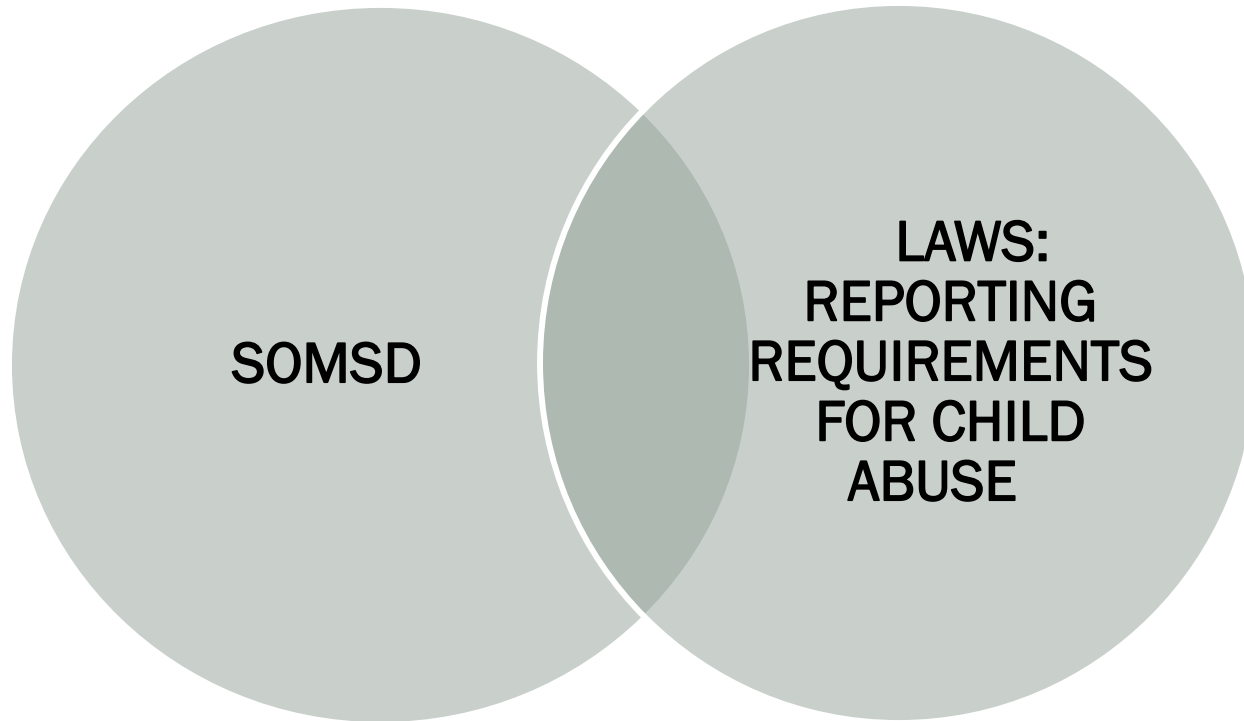 SOMSD
LAWS:
REPORTING
REQUIREMENTS
FOR CHILD
ABUSE